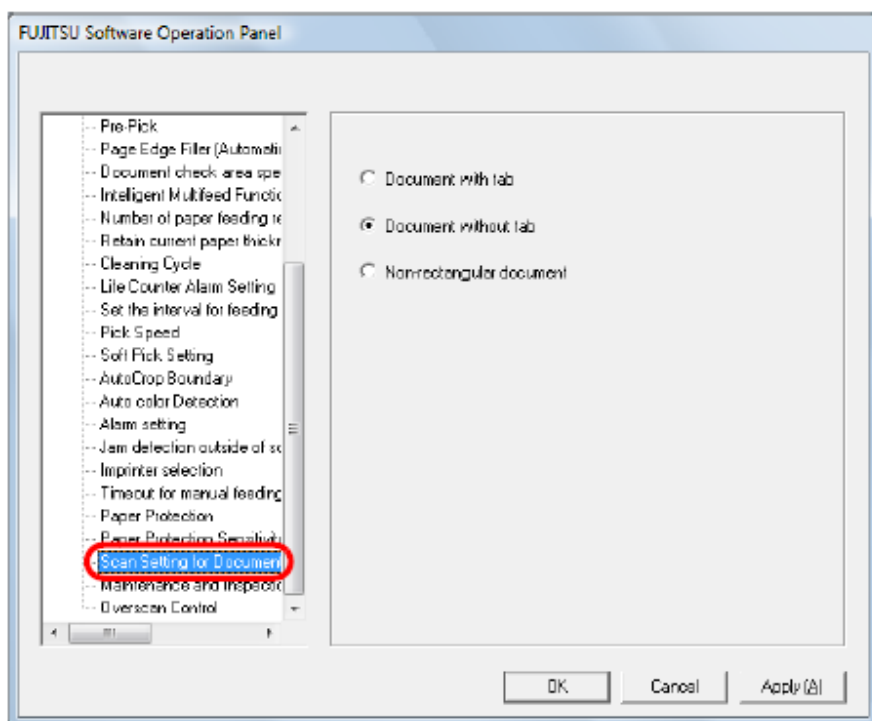 FUJITSU Software Operation Panel
Pre-Pick
Page Edge Filler (Automati
Document check area spe
Intelligent Multifeed Functio
Number of paper feeding re
Retain current paper thickr
Cleaning Cycle
Life Counter Alarm Setting
Set the interval for feeding
Pick Speed
Soft Pick Setting
AutoCrop Boundary
Auto color Detection
Alarm setting
Jam detection outside of sc
Imprinter selection
Timeout for manual feeding
Paper Protection
Paper Protection Sensitivit
Scan Setting for Document
Maintenance and Inspectio
Overscan Control
Document with tab
Document without tab
Non-rectangular document
OK Cancel Apply (A)